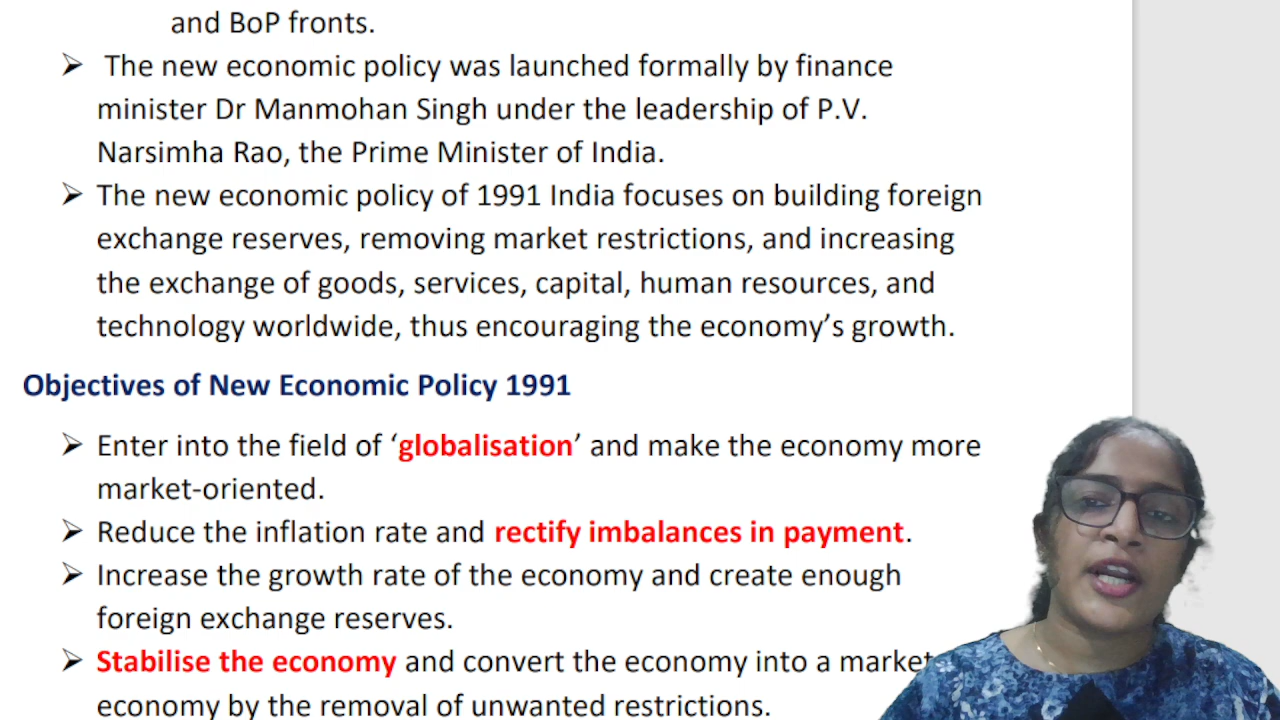 and BoP fronts.
➢ The new economic policy was launched formally by finance
minister Dr Manmohan Singh under the leadership of P.V.
Narsimha Rao, the Prime Minister of India.
➢ The new economic policy of 1991 India focuses on building foreign
exchange reserves, removing market restrictions, and increasing
the exchange of goods, services, capital, human resources, and
technology worldwide, thus encouraging the economy’s growth.
Objectives of New Economic Policy 1991
➢ Enter into the field of ‘globalisation’ and make the economy more
market-oriented.
➢ Reduce the inflation rate and rectify imbalances in payment.
➢ Increase the growth rate of the economy and create enough
foreign exchange reserves.
➢ Stabilise the economy and convert the economy into a market
economy by the removal of unwanted restrictions.